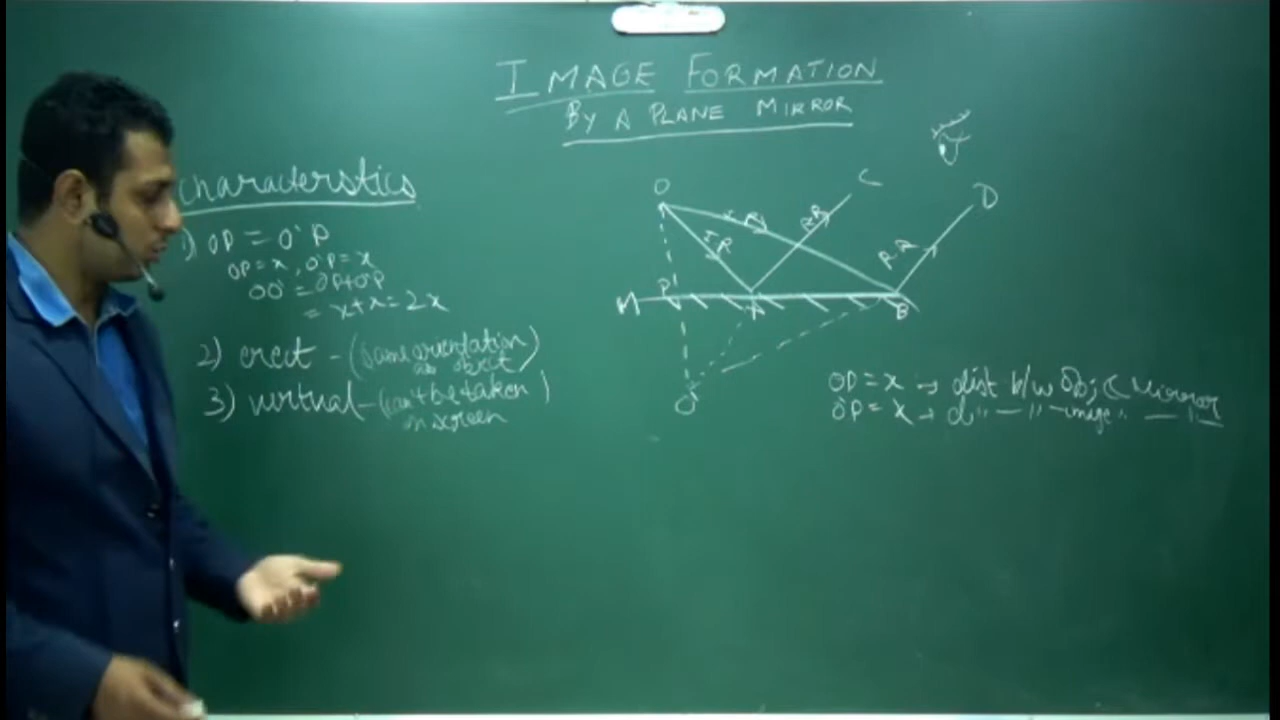 IMAGE FORMATION
BY A PLANE MIRROR
characterstics
1) OP = O' P
OP = x, O'P = x
OO' = OP+O'P
= x+x = 2x
2) erect - (same orientation
as object)
3) virtual - (can't be taken
on screen)
O
C
D
I.R
I.R
R.R
R.R
M
P'
A
B
O'
OP = x → dist b/w Obj & Mirror
O'P = x → d" — " — image " — " —